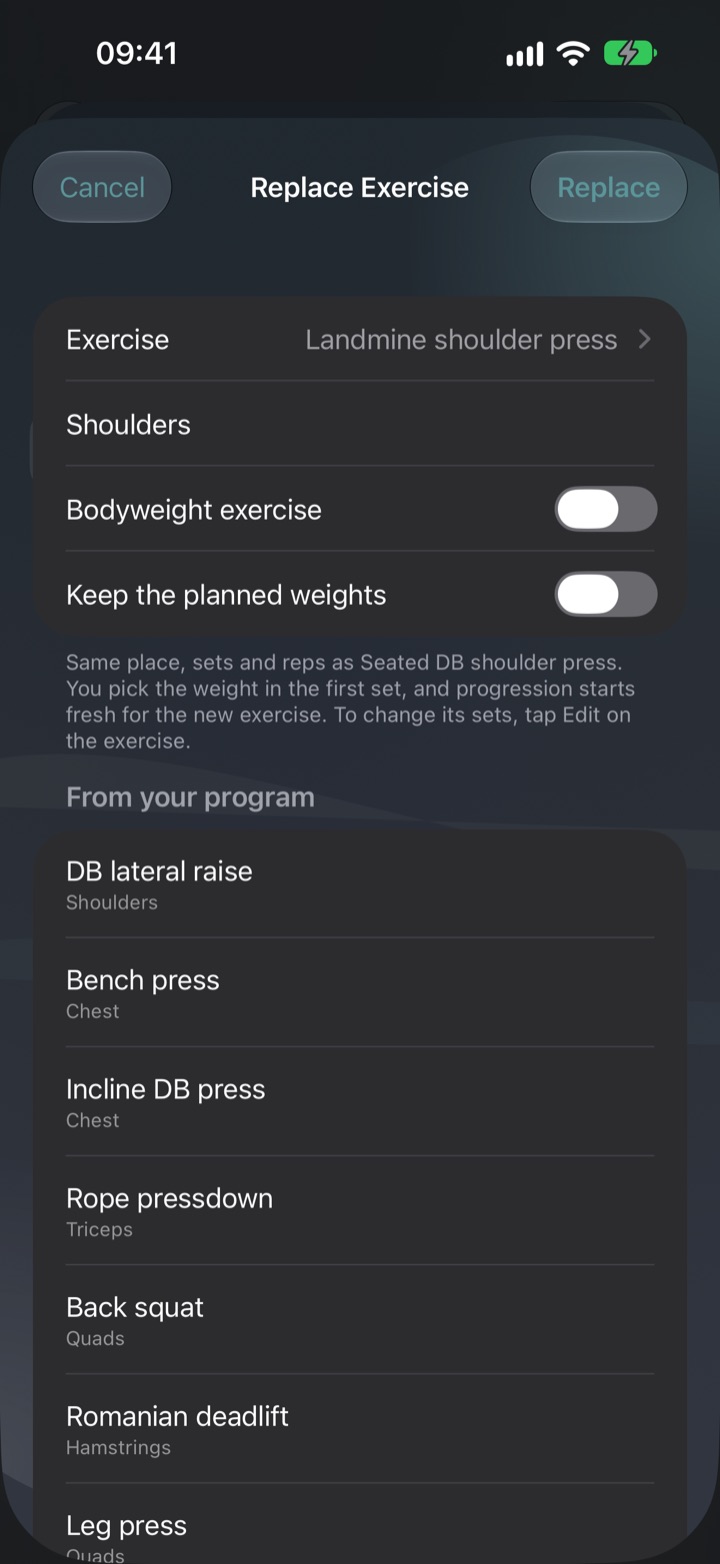 09:41
Cancel
Replace Exercise
Replace
Exercise
Landmine shoulder press
Shoulders
Bodyweight exercise
Keep the planned weights
Same place, sets and reps as Seated DB shoulder press.
You pick the weight in the first set, and progression starts
fresh for the new exercise. To change its sets, tap Edit on
the exercise.
From your program
DB lateral raise
Shoulders
Bench press
Chest
Incline DB press
Chest
Rope pressdown
Triceps
Back squat
Quads
Romanian deadlift
Hamstrings
Leg press
Quads